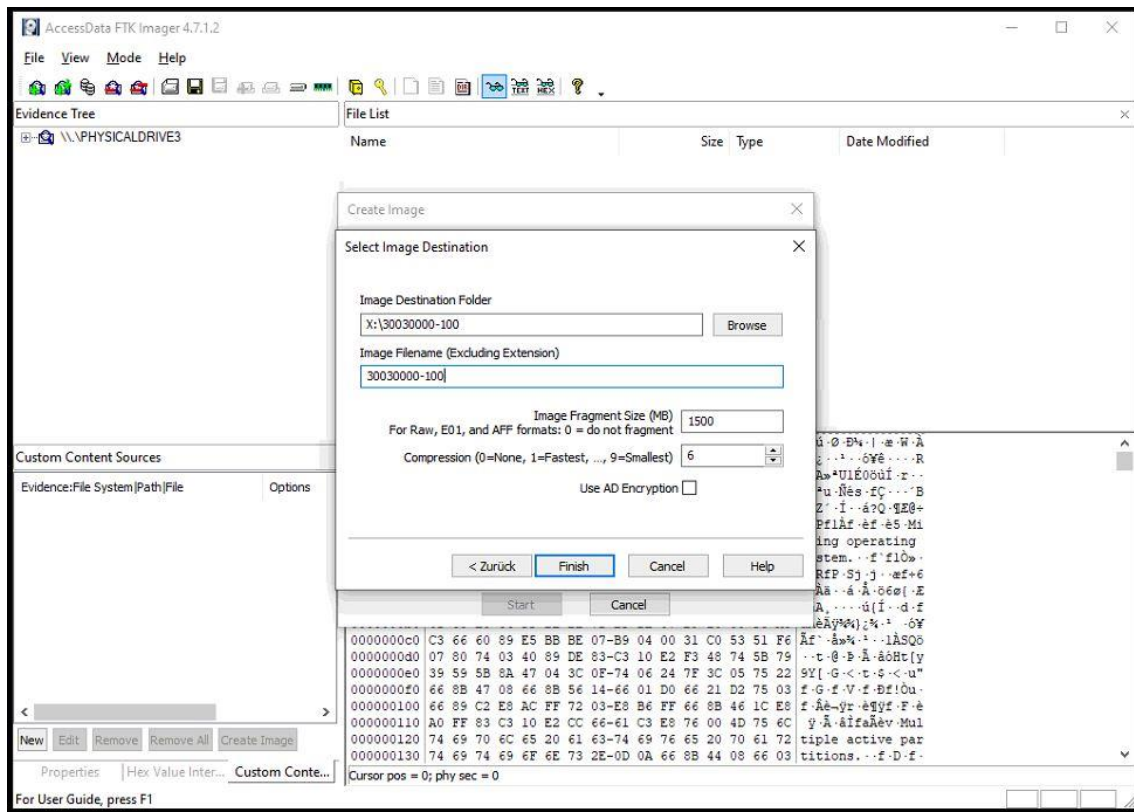 AccessData FTK Imager 4.7.1.2
File View Mode Help
Evidence Tree
\\.\PHYSICALDRIVE3
File List
Name Size Type Date Modified
Create Image
Select Image Destination
Image Destination Folder
X:\30030000-100
Browse
Image Filename (Excluding Extension)
30030000-100
Image Fragment Size (MB)
For Raw, E01, and AFF formats: 0 = do not fragment
1500
Compression (0=None, 1=Fastest, ..., 9=Smallest)
6
Use AD Encryption
< Zurück Finish Cancel Help
Start Cancel
Custom Content Sources
Evidence:File System|Path|File Options
ing operating
stem.
0000000c0 C3 66 60 89 E5 BB BE 07-B9 04 00 31 C0 53 51 F6
0000000d0 07 80 74 03 40 89 DE 83-C3 10 E2 F3 48 74 5B 79
0000000e0 39 59 5B 8A 47 04 3C 0F-74 06 24 7F 3C 05 75 22
0000000f0 66 8B 47 08 66 8B 56 14-66 01 D0 66 21 D2 75 03
000000100 66 89 C2 E8 AC FF 72 03-E8 B6 FF 66 8B 46 1C E8
000000110 A0 FF 83 C3 10 E2 CC 66-61 C3 E8 76 00 4D 75 6C
000000120 74 69 70 6C 65 20 61 63-74 69 76 65 20 70 61 72 tiple active par
000000130 74 69 74 69 6F 6E 73 2E-0D 0A 66 8B 44 08 66 03 titions.··f·D·f·
New Edit Remove Remove All Create Image
Properties Hex Value Inter... Custom Conte...
Cursor pos = 0; phy sec = 0
For User Guide, press F1